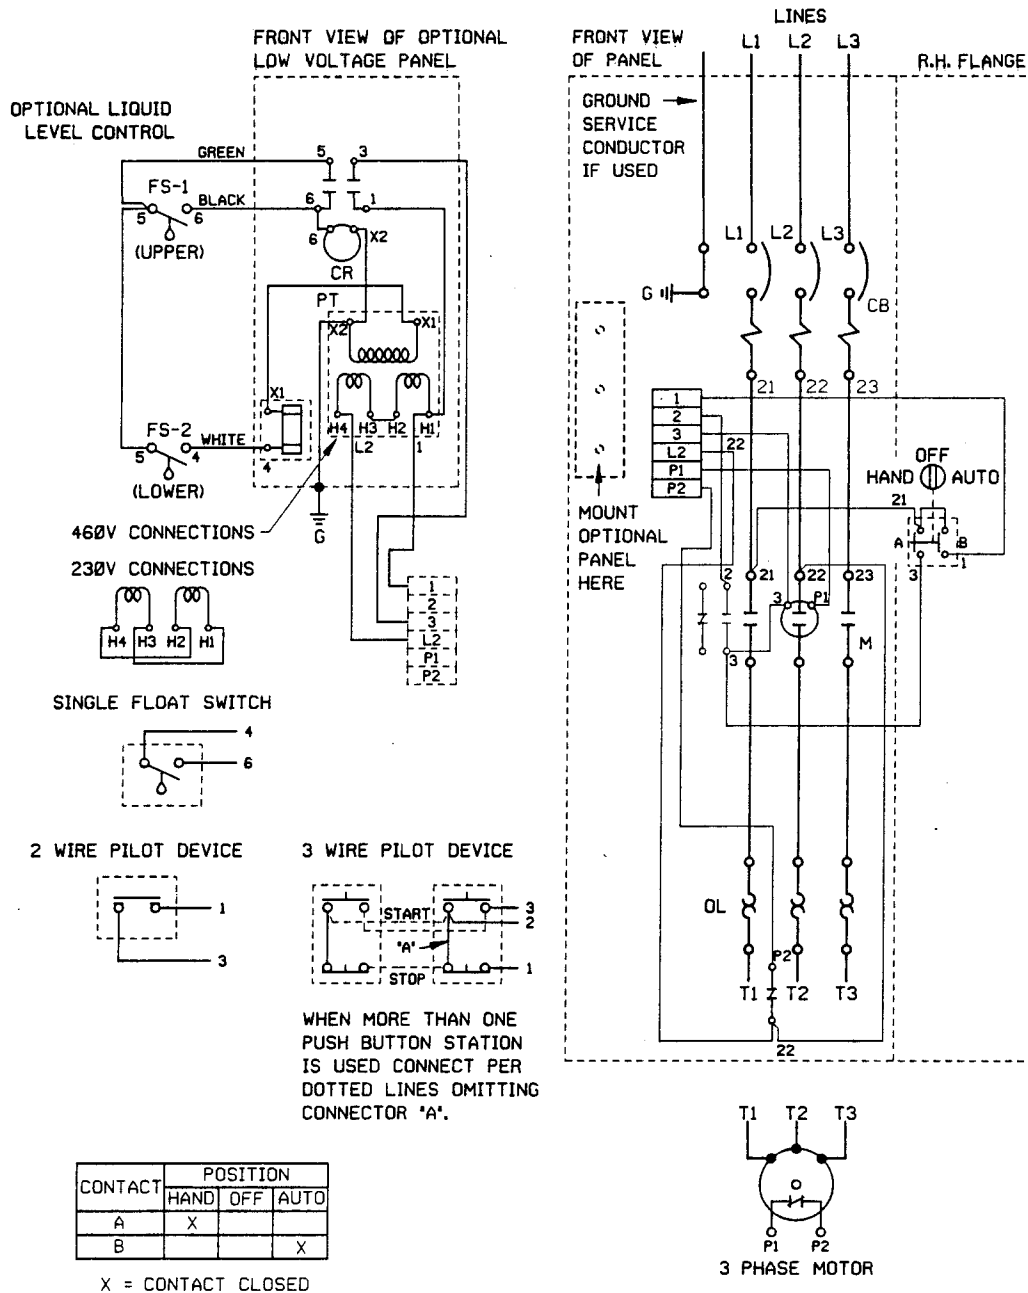 FRONT VIEW OF OPTIONAL
LOW VOLTAGE PANEL
OPTIONAL LIQUID
LEVEL CONTROL
GREEN
5
3
FS-1
BLACK
6
1
5
6
(UPPER)
6
X2
CR
PT
X2
X1
X1
H4
H3
H2
H1
L2
1
FS-2
WHITE
5
4
4
(LOWER)
G
460V CONNECTIONS
230V CONNECTIONS
H4
H3
H2
H1
1
2
3
L2
P1
P2
SINGLE FLOAT SWITCH
4
6
2 WIRE PILOT DEVICE
1
3
3 WIRE PILOT DEVICE
START
3
2
"A"
1
STOP
WHEN MORE THAN ONE
PUSH BUTTON STATION
IS USED CONNECT PER
DOTTED LINES OMITTING
CONNECTOR "A".
CONTACT
POSITION
HAND
OFF
AUTO
A
X
B
X
X = CONTACT CLOSED
LINES
FRONT VIEW
OF PANEL
L1
L2
L3
R.H. FLANGE
GROUND
SERVICE
CONDUCTOR
IF USED
L1
L2
L3
G
CB
21
22
23
1
2
3
L2
P1
P2
22
OFF
HAND
AUTO
21
MOUNT
OPTIONAL
PANEL
HERE
A
B
3
1
2
21
22
23
3
P1
M
3
OL
P2
T1
T2
T3
22
T1
T2
T3
P1
P2
3 PHASE MOTOR